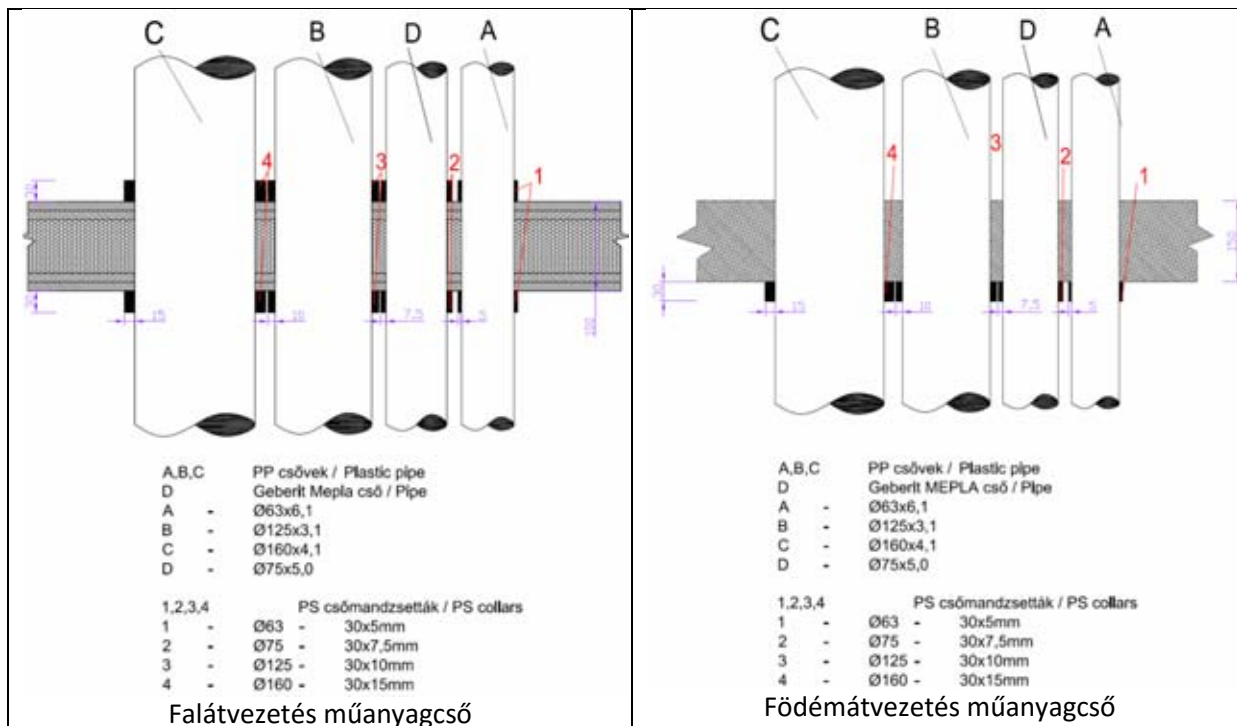 C B D A
4 3 2 1
30
30
15 10 7,5 5
100
A,B,C PP csővek / Plastic pipe
D Geberit Mepla cső / Pipe
A - Ø63x6,1
B - Ø125x3,1
C - Ø160x4,1
D - Ø75x5,0
1,2,3,4 PS csőmandzsetták / PS collars
1 - Ø63 - 30x5mm
2 - Ø75 - 30x7,5mm
3 - Ø125 - 30x10mm
4 - Ø160 - 30x15mm
Falátvezetés műanyagcső
C B D A
4 3 2 1
150
30
15 10 7,5 5
A,B,C PP csővek / Plastic pipe
D Geberit MEPLA cső / Pipe
A - Ø63x6,1
B - Ø125x3,1
C - Ø160x4,1
D - Ø75x5,0
1,2,3,4 PS csőmandzsetták / PS collars
1 - Ø63 - 30x5mm
2 - Ø75 - 30x7,5mm
3 - Ø125 - 30x10mm
4 - Ø160 - 30x15mm
Födémátvezetés műanyagcső